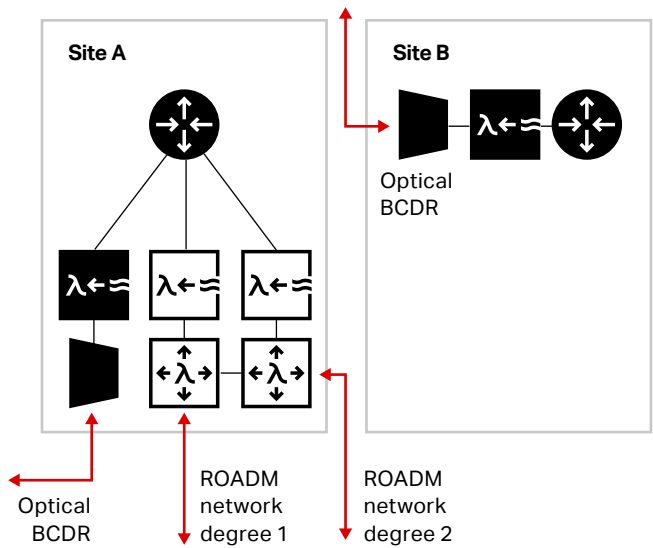 Site A
Site B
Optical
BCDR
λ
λ
λ
λ
λ
λ
Optical
BCDR
ROADM
network
degree 1
ROADM
network
degree 2